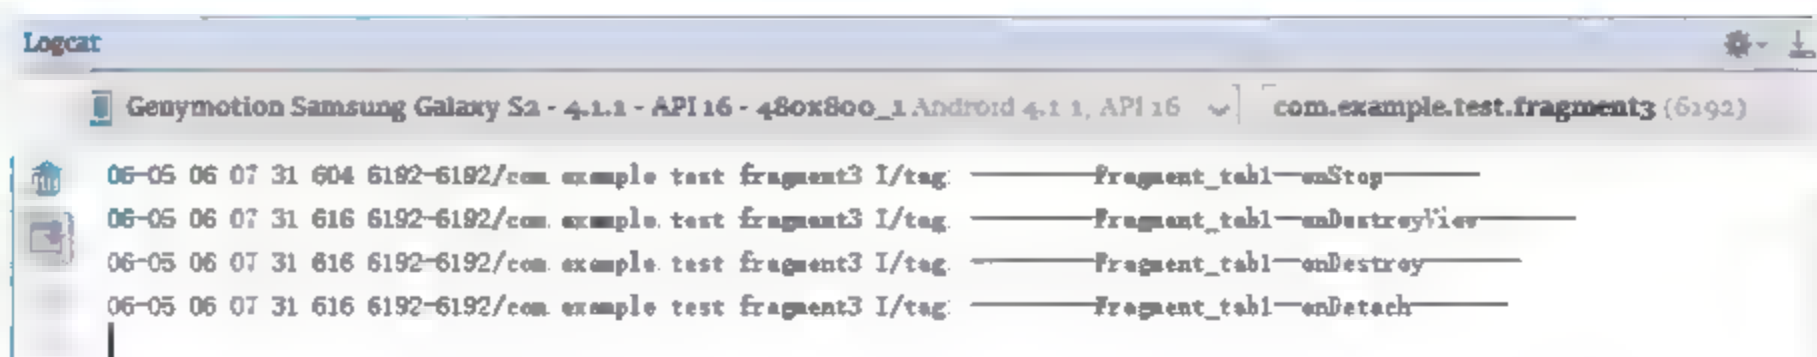 Logcat
Genymotion Samsung Galaxy S2 - 4.1.1 - API 16 - 480x800_1 Android 4.1.1, API 16 com.example.test.fragment3 (6192)
06-05 06 07 31 604 6192-6192/com example test fragment3 I/tag: ————————Fragment_tab1——onStop————————
06-05 06 07 31 616 6192-6192/com. example. test fragment3 I/tag: ————————Fragment_tab1——onDestroyView————————
06-05 06 07 31 616 6192-6192/com example. test fragment3 I/tag: ————————Fragment_tab1——onDestroy————————
06-05 06 07 31 616 6192-6192/com example test fragment3 I/tag: ————————Fragment_tab1——onDetach————————